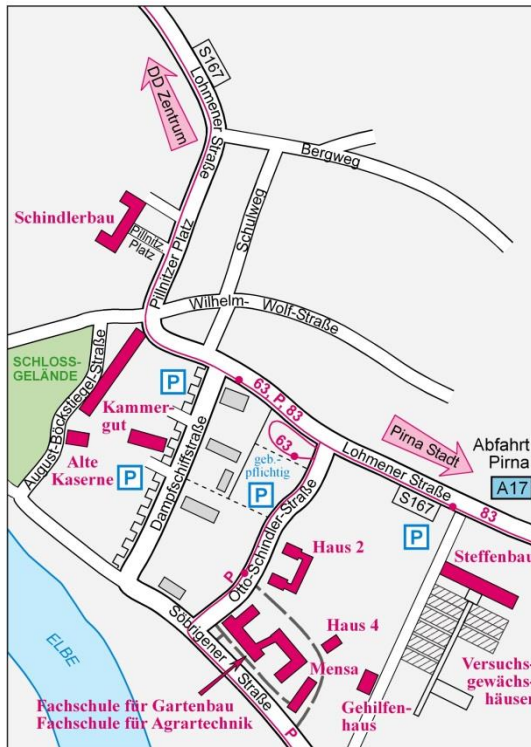 S167
Lohmener Straße
DD Zentrum
Bergweg
Schulweg
Schindlerbau
Pillnitz.
Platz
Pillnitzer Platz
Wilhelm-
Wolf-Straße
SCHLOSS-
GELÄNDE
August-Böckstiegel-Straße
P
Kammer-
gut
Alte
Kaserne
P
Dampfschiffstraße
63, P, 83
63
geb.-
pflichtig
P
Pirna Stadt
Abfahrt
Pirna
A17
Lohmener Straße
S167
83
P
Otto-Schindler-Straße
P
Haus 2
Steffenbau
Haus 4
Mensa
Versuchs-
gewächs-
häuser
Gehilfen-
haus
Söbrigener Straße
P
ELBE
Fachschule für Gartenbau
Fachschule für Agrartechnik